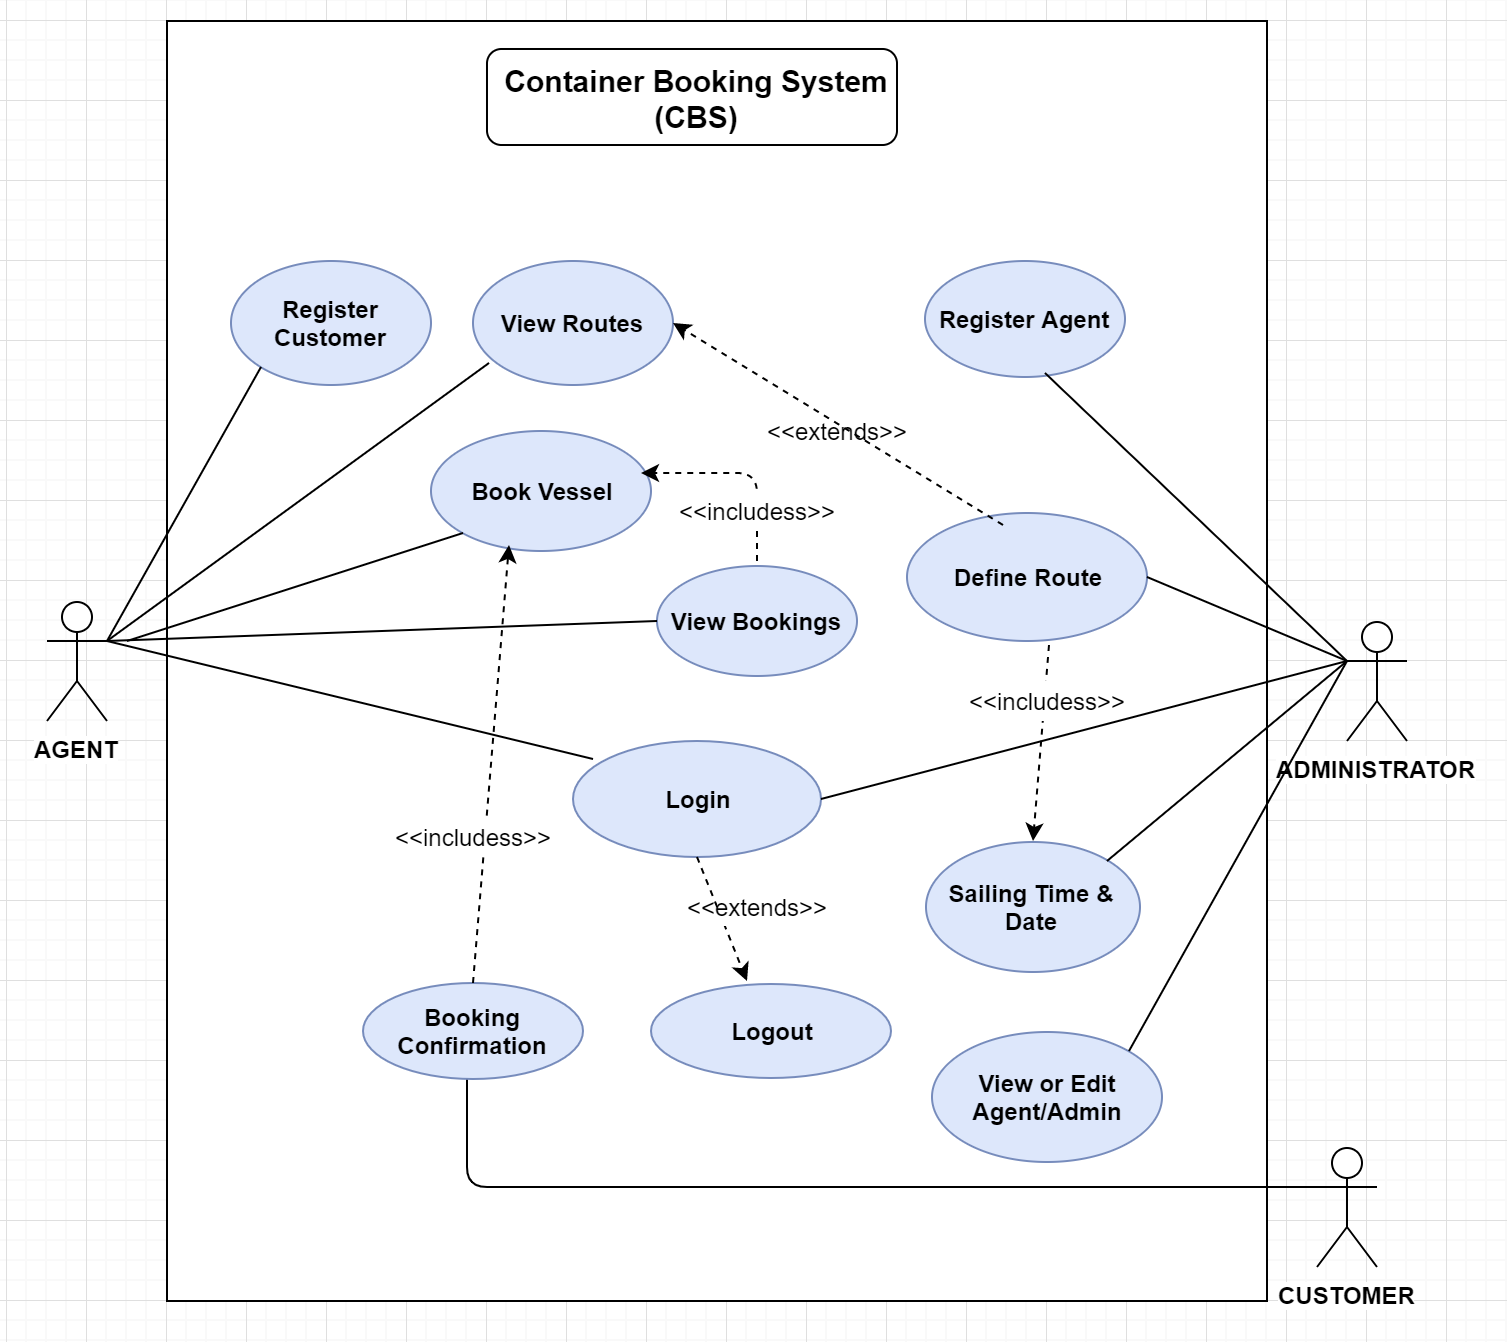 Container Booking System
(CBS)
Register
Customer
View Routes
Register Agent
<<extends>>
Book Vessel
<<includess>>
Define Route
View Bookings
<<includess>>
AGENT
ADMINISTRATOR
Login
<<includess>>
Sailing Time &
Date
<<extends>>
Booking
Confirmation
Logout
View or Edit
Agent/Admin
CUSTOMER